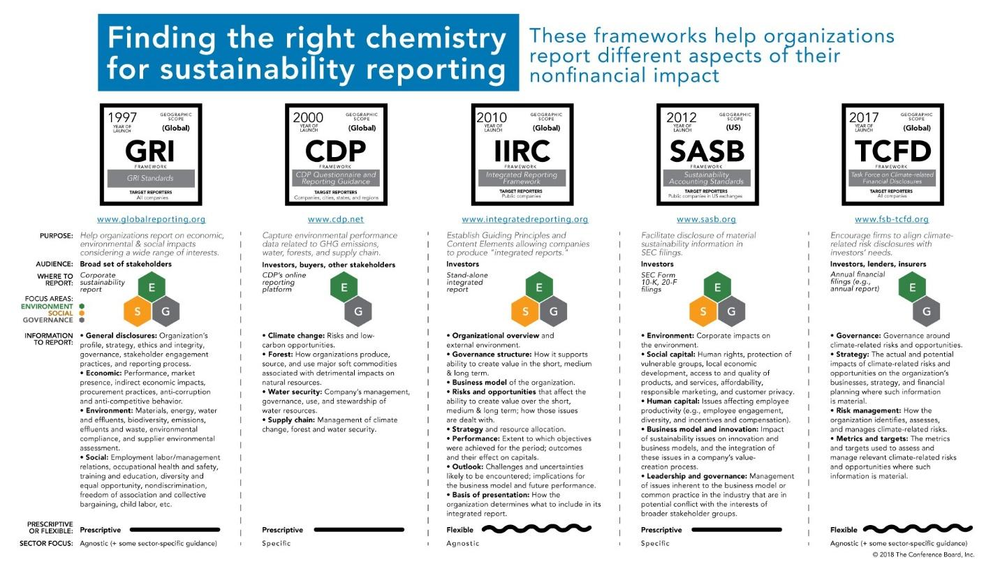 Finding the right chemistry
for sustainability reporting
These frameworks help organizations
report different aspects of their
nonfinancial impact
1997
YEAR OF
LAUNCH
GEOGRAPHIC
SCOPE
(Global)
GRI
FRAMEWORK
GRI Standards
TARGET REPORTERS
All companies
2000
YEAR OF
LAUNCH
GEOGRAPHIC
SCOPE
(Global)
CDP
FRAMEWORK
CDP Questionnaire and
Reporting Guidance
TARGET REPORTERS
Companies, cities, states, and regions
2010
YEAR OF
LAUNCH
GEOGRAPHIC
SCOPE
(Global)
IIRC
FRAMEWORK
Integrated Reporting
Framework
TARGET REPORTERS
Public companies
2012
YEAR OF
LAUNCH
GEOGRAPHIC
SCOPE
(US)
SASB
FRAMEWORK
Sustainability
Accounting Standards
TARGET REPORTERS
Public companies in US exchanges
2017
YEAR OF
LAUNCH
GEOGRAPHIC
SCOPE
(Global)
TCFD
FRAMEWORK
Task Force on Climate-related
Financial Disclosures
TARGET REPORTERS
All companies
PURPOSE:
AUDIENCE:
WHERE TO
REPORT:
FOCUS AREAS:
ENVIRONMENT
SOCIAL
GOVERNANCE
INFORMATION
TO REPORT:
PRESCRIPTIVE
OR FLEXIBLE:
SECTOR FOCUS:
www.globalreporting.org
Help organizations report on economic,
environmental & social impacts
considering a wide range of interests.
Broad set of stakeholders
Corporate
sustainability
report
E
S
G
• General disclosures: Organization's
profile, strategy, ethics and integrity,
governance, stakeholder engagement
practices, and reporting process.
• Economic: Performance, market
presence, indirect economic impacts,
procurement practices, anti-corruption
and anti-competitive behavior.
• Environment: Materials, energy, water
and effluents, biodiversity, emissions,
effluents and waste, environmental
compliance, and supplier environmental
assessment.
• Social: Employment labor/management
relations, occupational health and safety,
training and education, diversity and
equal opportunity, nondiscrimination,
freedom of association and collective
bargaining, child labor, etc.
Prescriptive
Agnostic (+ some sector-specific guidance)
www.cdp.net
Capture environmental performance
data related to GHG emissions,
water, forests, and supply chain.
Investors, buyers, other stakeholders
CDP's online
reporting
platform
E
G
• Climate change: Risks and low-
carbon opportunities.
• Forest: How organizations produce,
source, and use major soft commodities
associated with detrimental impacts on
natural resources.
• Water security: Company's management,
governance, use, and stewardship of
water resources.
• Supply chain: Management of climate
change, forest and water security.
Prescriptive
Specific
www.integratedreporting.org
Establish Guiding Principles and
Content Elements allowing companies
to produce "integrated reports."
Investors
Stand-alone
integrated
report
E
S
G
• Organizational overview and
external environment.
• Governance structure: How it supports
ability to create value in the short, medium
& long term.
• Business model of the organization.
• Risks and opportunities that affect the
ability to create value over the short,
medium & long term; how those issues
are dealt with.
• Strategy and resource allocation.
• Performance: Extent to which objectives
were achieved for the period; outcomes
and their effect on capitals.
• Outlook: Challenges and uncertainties
likely to be encountered; implications for
the business model and future performance.
• Basis of presentation: How the
organization determines what to include in its
integrated report.
Flexible
Agnostic
www.sasb.org
Facilitate disclosure of material
sustainability information in
SEC filings.
Investors
SEC Form
10-K, 20-F
filings
E
S
G
• Environment: Corporate impacts on
the environment.
• Social capital: Human rights, protection of
vulnerable groups, local economic
development, access to and quality of
products, and services, affordability,
responsible marketing, and customer privacy.
• Human capital: Issues affecting employee
productivity (e.g., employee engagement,
diversity, and incentives and compensation).
• Business model and innovation: Impact
of sustainability issues on innovation and
business models, and the integration of
these issues in a company's value-
creation process.
• Leadership and governance: Management
of issues inherent to the business model or
common practice in the industry that are in
potential conflict with the interests of
broader stakeholder groups.
Prescriptive
Specific
www.fsb-tcfd.org
Encourage firms to align climate-
related risk disclosures with
investors' needs.
Investors, lenders, insurers
Annual financial
filings (e.g.,
annual report)
E
G
• Governance: Governance around
climate-related risks and opportunities.
• Strategy: The actual and potential
impacts of climate-related risks and
opportunities on the organization's
businesses, strategy, and financial
planning where such information
is material.
• Risk management: How the
organization identifies, assesses,
and manages climate-related risks.
• Metrics and targets: The metrics
and targets used to assess and
manage relevant climate-related risks
and opportunities where such
information is material.
Flexible
Agnostic (+ some sector-specific guidance)
© 2018 The Conference Board, Inc.